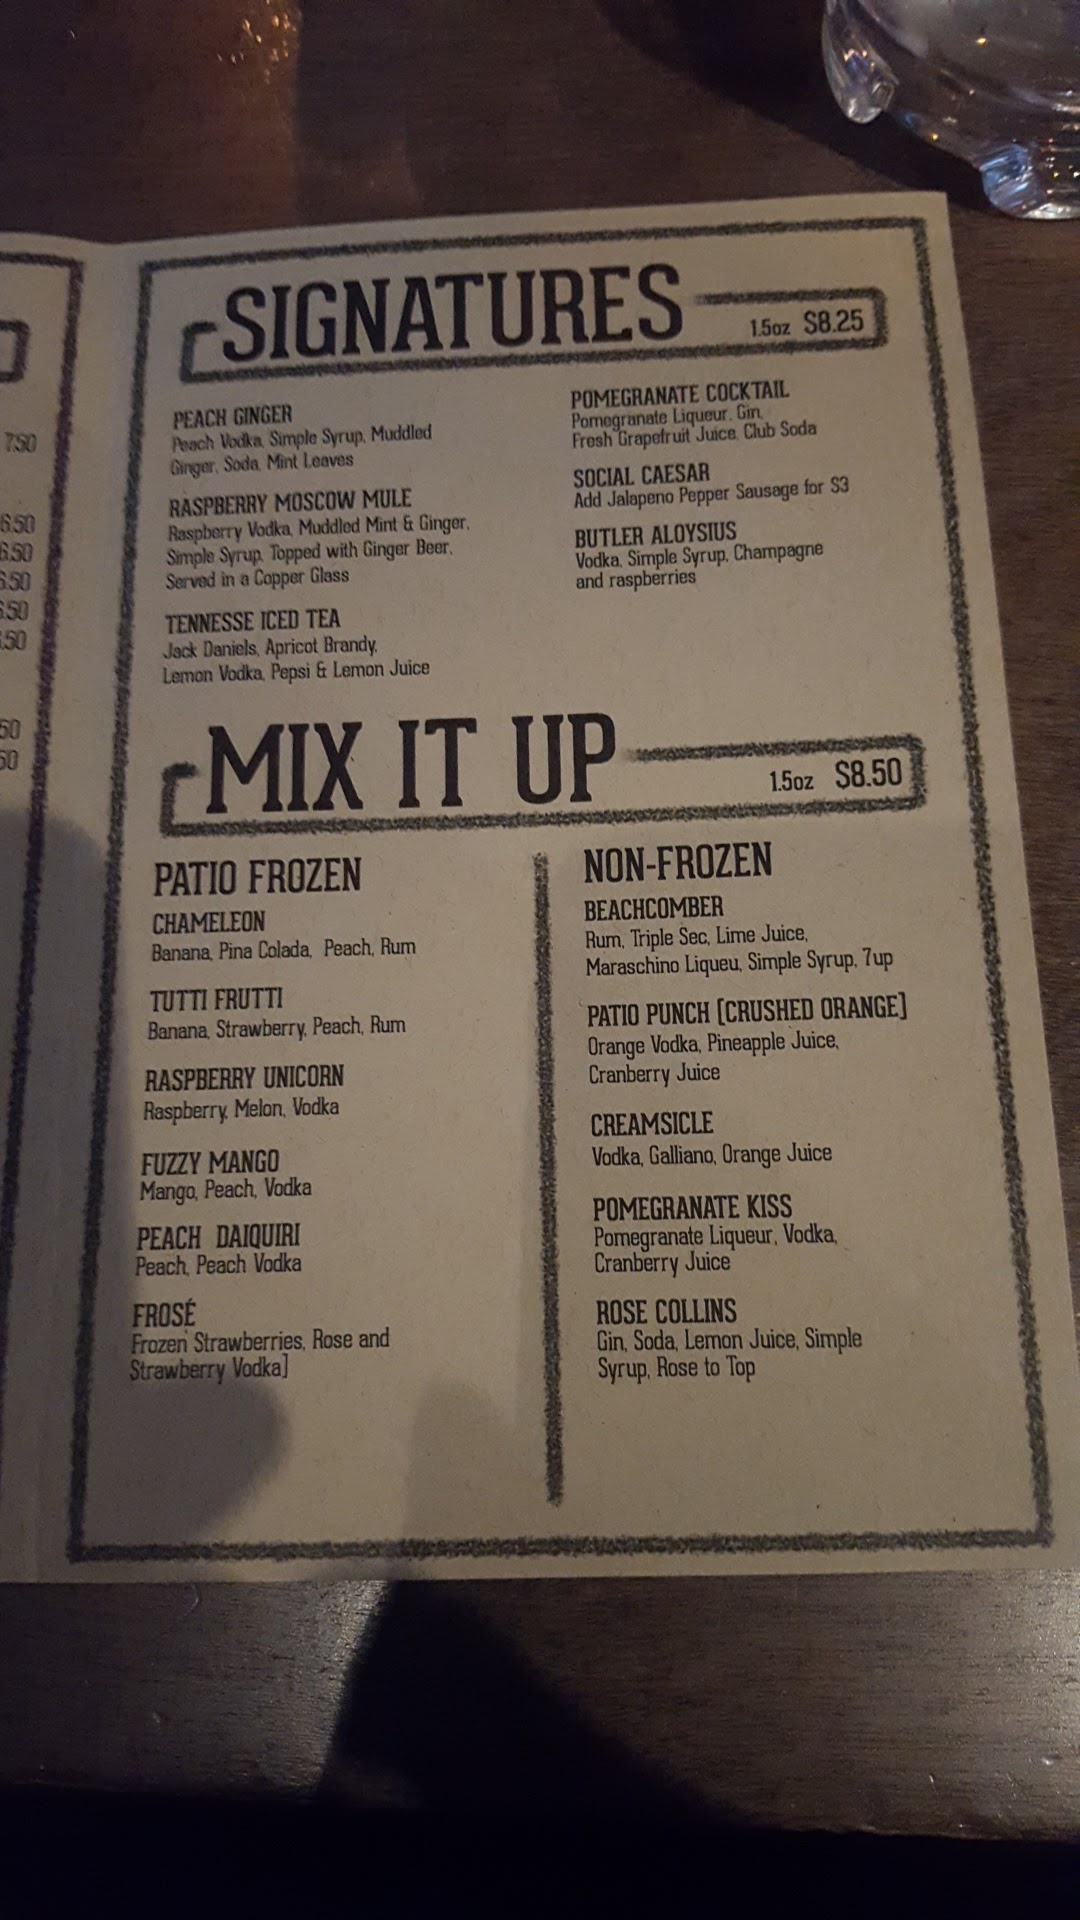 7.50
6.50
6.50
6.50
6.50
.50
50
50
SIGNATURES
1.5oz $8.25
PEACH GINGER
Peach Vodka, Simple Syrup, Muddled
Ginger, Soda, Mint Leaves
RASPBERRY MOSCOW MULE
Raspberry Vodka, Muddled Mint & Ginger,
Simple Syrup, Topped with Ginger Beer,
Served in a Copper Glass
TENNESSE ICED TEA
Jack Daniels, Apricot Brandy,
Lemon Vodka, Pepsi & Lemon Juice
POMEGRANATE COCKTAIL
Pomegranate Liqueur, Gin,
Fresh Grapefruit Juice, Club Soda
SOCIAL CAESAR
Add Jalapeno Pepper Sausage for $3
BUTLER ALOYSIUS
Vodka, Simple Syrup, Champagne
and raspberries
MIX IT UP
1.5oz $8.50
PATIO FROZEN
CHAMELEON
Banana, Pina Colada, Peach, Rum
TUTTI FRUTTI
Banana, Strawberry, Peach, Rum
RASPBERRY UNICORN
Raspberry, Melon, Vodka
FUZZY MANGO
Mango, Peach, Vodka
PEACH DAIQUIRI
Peach, Peach Vodka
FROSÉ
Frozen Strawberries, Rose and
Strawberry Vodka]
NON-FROZEN
BEACHCOMBER
Rum, Triple Sec, Lime Juice,
Maraschino Liqueu, Simple Syrup, 7up
PATIO PUNCH [CRUSHED ORANGE]
Orange Vodka, Pineapple Juice,
Cranberry Juice
CREAMSICLE
Vodka, Galliano, Orange Juice
POMEGRANATE KISS
Pomegranate Liqueur, Vodka,
Cranberry Juice
ROSE COLLINS
Gin, Soda, Lemon Juice, Simple
Syrup, Rose to Top